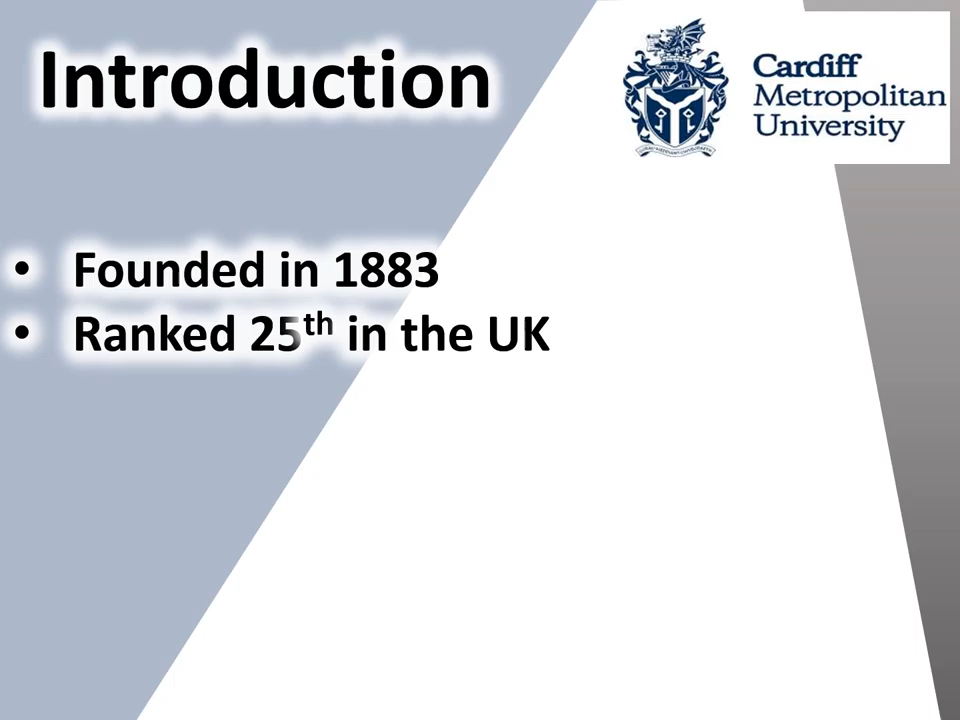 Introduction
Cardiff
Metropolitan
University
• Founded in 1883
• Ranked 25th in the UK